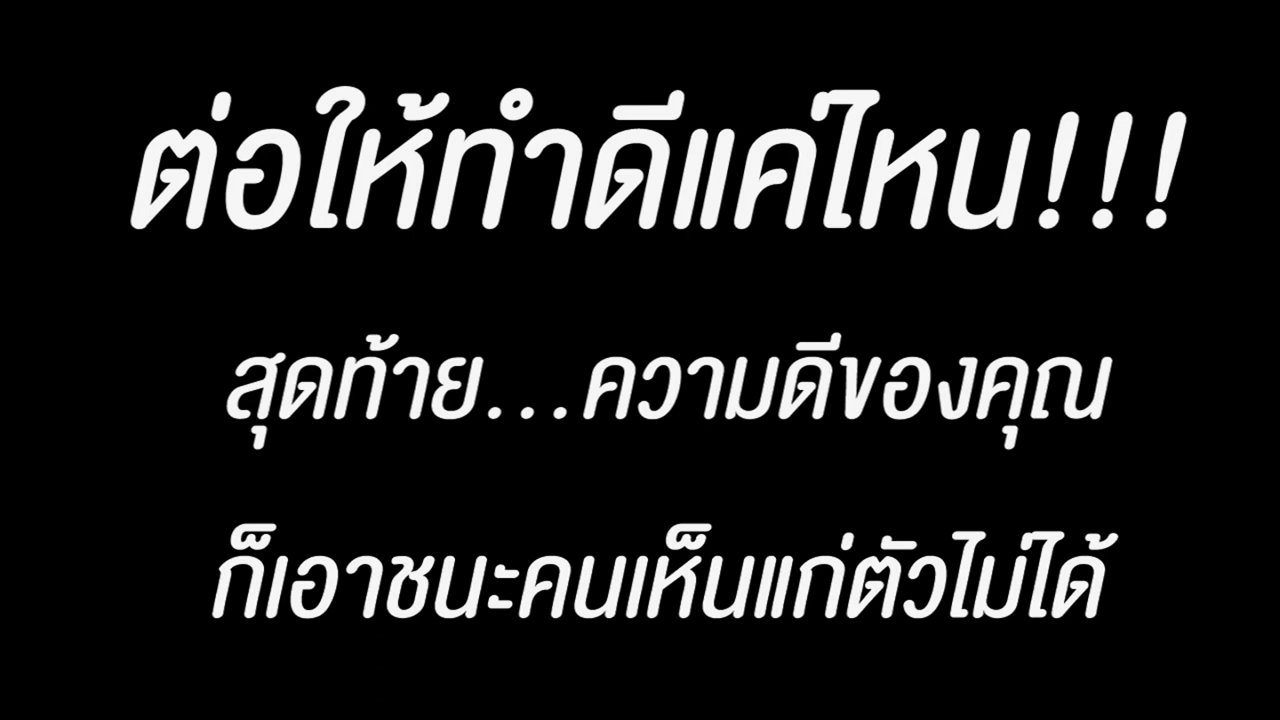 ต่อให้ทำดีแค่ไหน!!!
สุดท้าย...ความดีของคุณ
ก็เอาชนะคนเห็นแก่ตัวไม่ได้